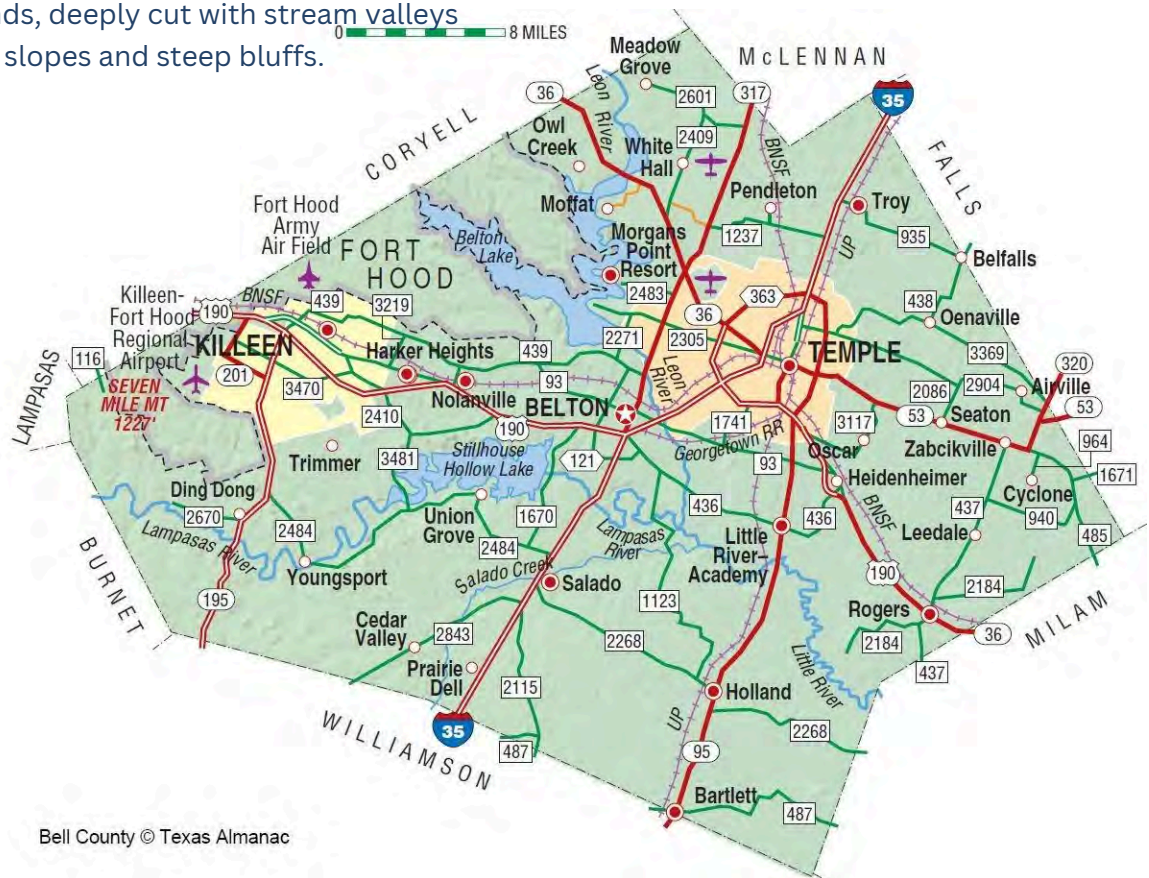 nds, deeply cut with stream valleys
slopes and steep bluffs.
0 8 MILES
McLENNAN
CORYELL
FALLS
LAMPASAS
BURNET
WILLIAMSON
MILAM
Meadow
Grove
36
Leon River
2601
317
35
Owl
Creek
White
Hall
2409
BNSF
Pendleton
Troy
Moffat
1237
UP
935
Belfalls
Fort Hood
Army
Air Field
FORT
HOOD
Belton
Lake
Morgans
Point
Resort
2483
36
363
438
Oenaville
Killeen-
Fort Hood
Regional
Airport
190
BNSF
439
3219
KILLEEN
Harker Heights
439
2271
2305
TEMPLE
3369
320
116
SEVEN
MILE MT
1227'
201
3470
Nolanville
93
Leon
River
2086
2904
Airville
53
Seaton
53
2410
190
BELTON
1741
3117
Zabcikville
964
Trimmer
3481
Stillhouse
Hollow Lake
121
Georgetown RR
93
Oscar
Heidenheimer
1671
Ding Dong
2670
Lampasas River
2484
Union
Grove
1670
436
436
BNSF
437
Cyclone
940
485
Youngsport
2484
Lampasas
River
Little
River-
Academy
Leedale
195
Salado Creek
Salado
190
2184
1123
Rogers
36
Cedar
Valley
2843
2268
2184
437
Prairie
Dell
2115
Little River
Holland
35
487
UP
95
2268
Bartlett
487
Bell County © Texas Almanac